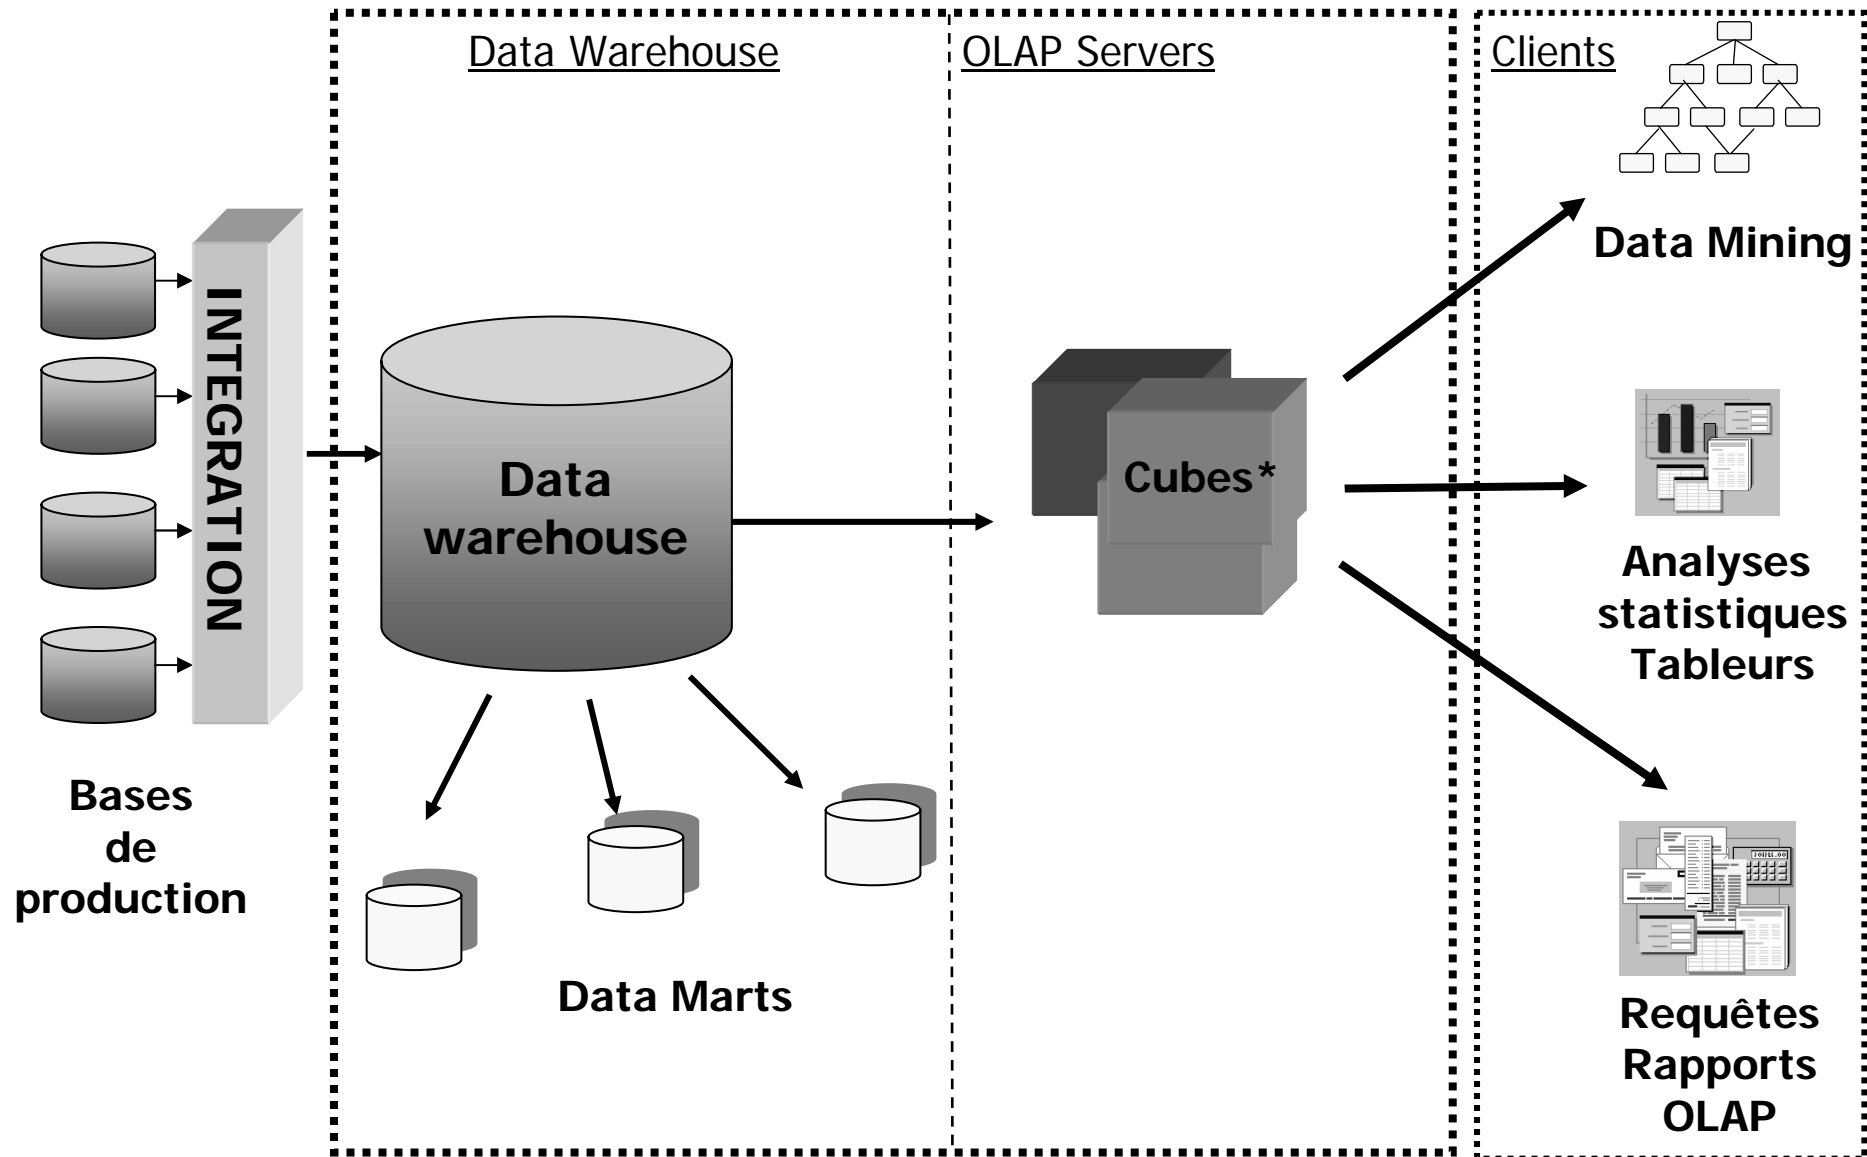 Data Warehouse
OLAP Servers
Clients
INTEGRATION
Bases
de
production
Data
warehouse
Data Marts
Cubes*
Data Mining
Analyses
statistiques
Tableurs
Requêtes
Rapports
OLAP